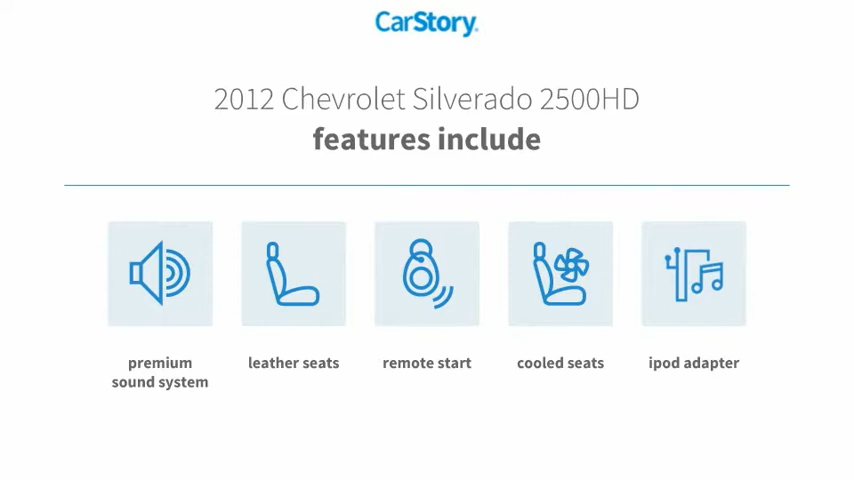 CarStory.
2012 Chevrolet Silverado 2500HD
features include
premium
sound system
leather seats
remote start
cooled seats
ipod adapter